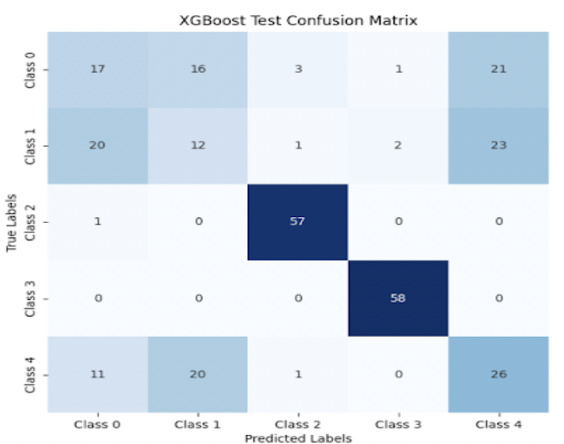 XGBoost Test Confusion Matrix
Class 0 17 16 3 1 21
Class 1 20 12 1 2 23
Class 2 1 0 57 0 0
Class 3 0 0 0 58 0
Class 4 11 20 1 0 26
True Labels
Class 0 Class 1 Class 2 Class 3 Class 4
Predicted Labels